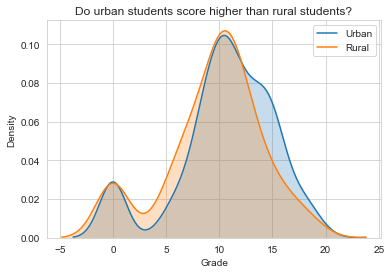 Do urban students score higher than rural students?
Urban
Rural
Density
0.10
0.08
0.06
0.04
0.02
0.00
−5
0
5
10
15
20
25
Grade